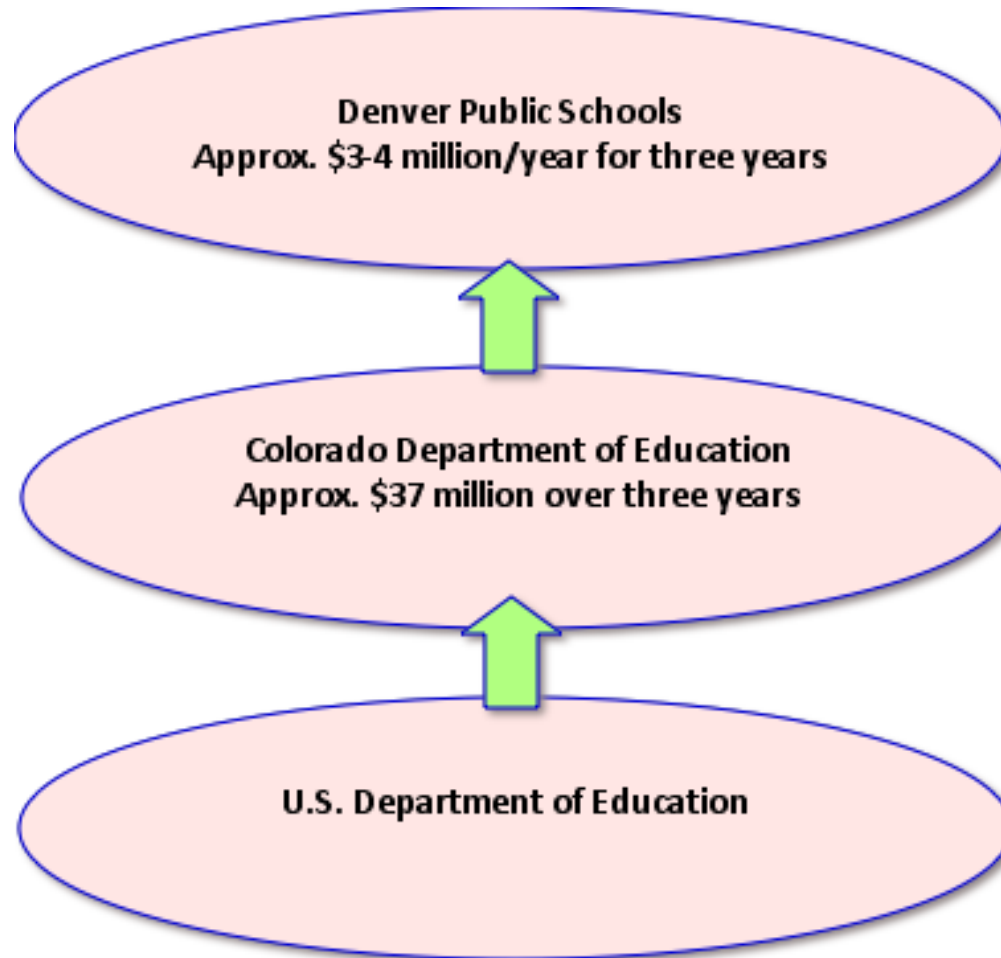 Denver Public Schools
Approx. $3-4 million/year for three years
Colorado Department of Education
Approx. $37 million over three years
U.S. Department of Education